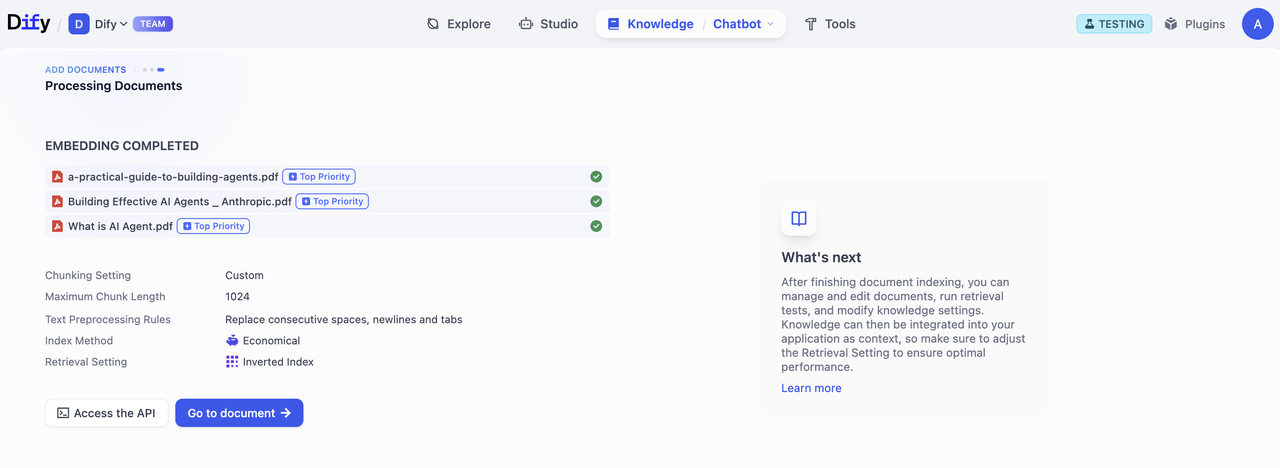 Dify / D Dify TEAM Explore Studio Knowledge / Chatbot Tools TESTING Plugins A
ADD DOCUMENTS /
Processing Documents
EMBEDDING COMPLETED
a-practical-guide-to-building-agents.pdf Top Priority
Building Effective AI Agents _ Anthropic.pdf Top Priority
What is AI Agent.pdf Top Priority
Chunking Setting Custom
Maximum Chunk Length 1024
Text Preprocessing Rules Replace consecutive spaces, newlines and tabs
Index Method Economical
Retrieval Setting Inverted Index
Access the API Go to document →
What's next
After finishing document indexing, you can
manage and edit documents, run retrieval
tests, and modify knowledge settings.
Knowledge can then be integrated into your
application as context, so make sure to adjust
the Retrieval Setting to ensure optimal
performance.
Learn more